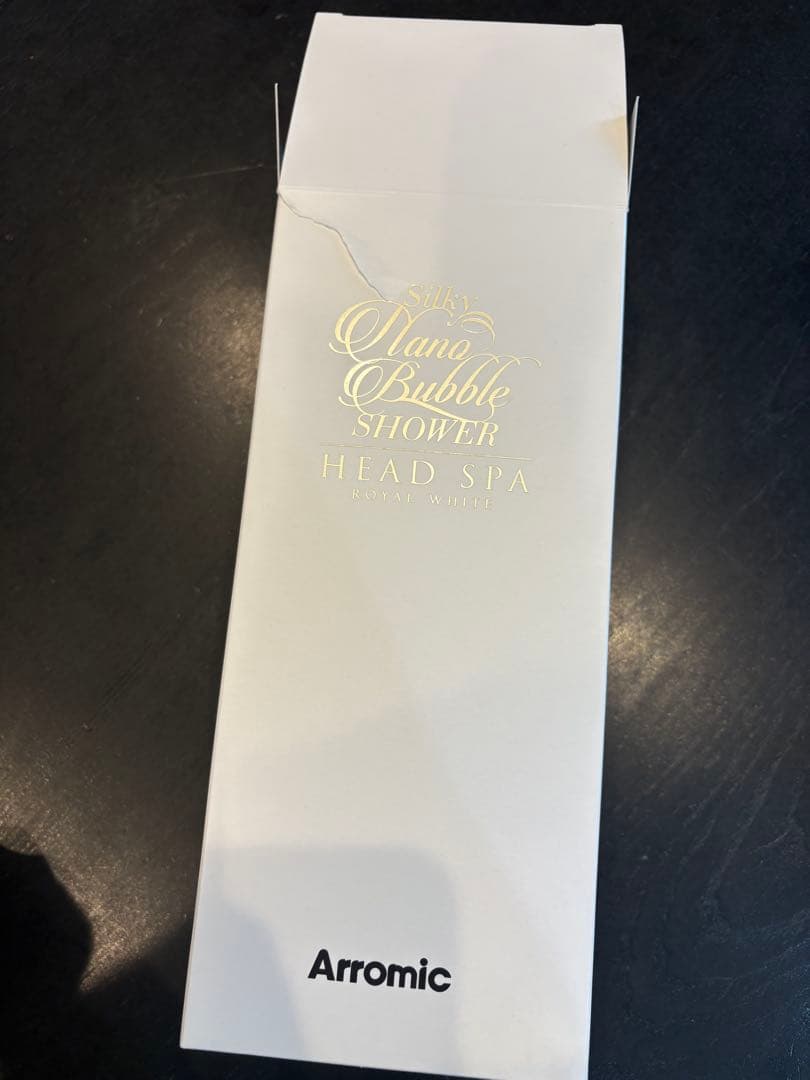 Silky
Nano
Bubble
SHOWER
HEAD SPA
ROYAL WHITE
Arromic